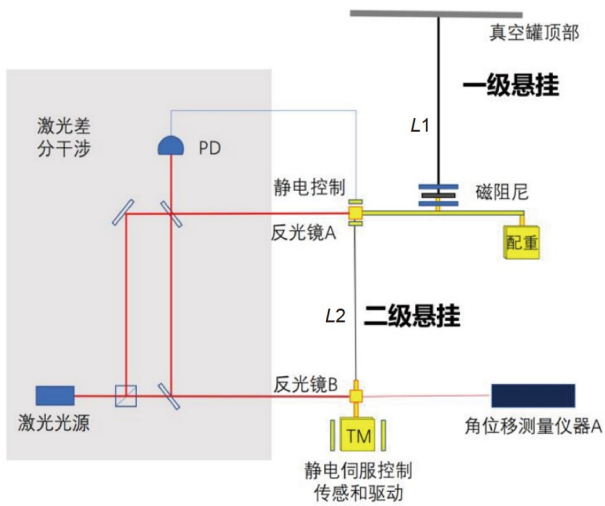 真空罐顶部
一级悬挂
L1
激光差
分干涉
PD
静电控制
磁阻尼
反光镜A
配重
L2
二级悬挂
反光镜B
激光光源
TM
角位移测量仪器A
静电伺服控制
传感和驱动